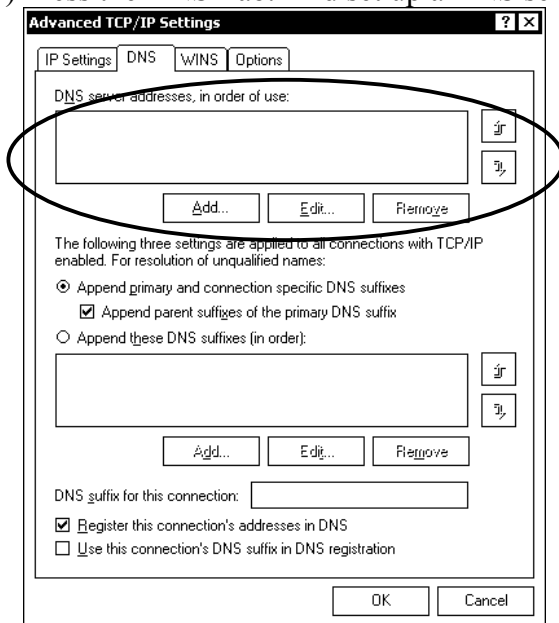 Advanced TCP/IP Settings ? X
IP Settings DNS WINS Options
DNS server addresses, in order of use:
Add... Edit... Remove
The following three settings are applied to all connections with TCP/IP
enabled. For resolution of unqualified names:
Append primary and connection specific DNS suffixes
Append parent suffixes of the primary DNS suffix
Append these DNS suffixes (in order):
Add... Edit... Remove
DNS suffix for this connection:
Register this connection's addresses in DNS
Use this connection's DNS suffix in DNS registration
OK Cancel